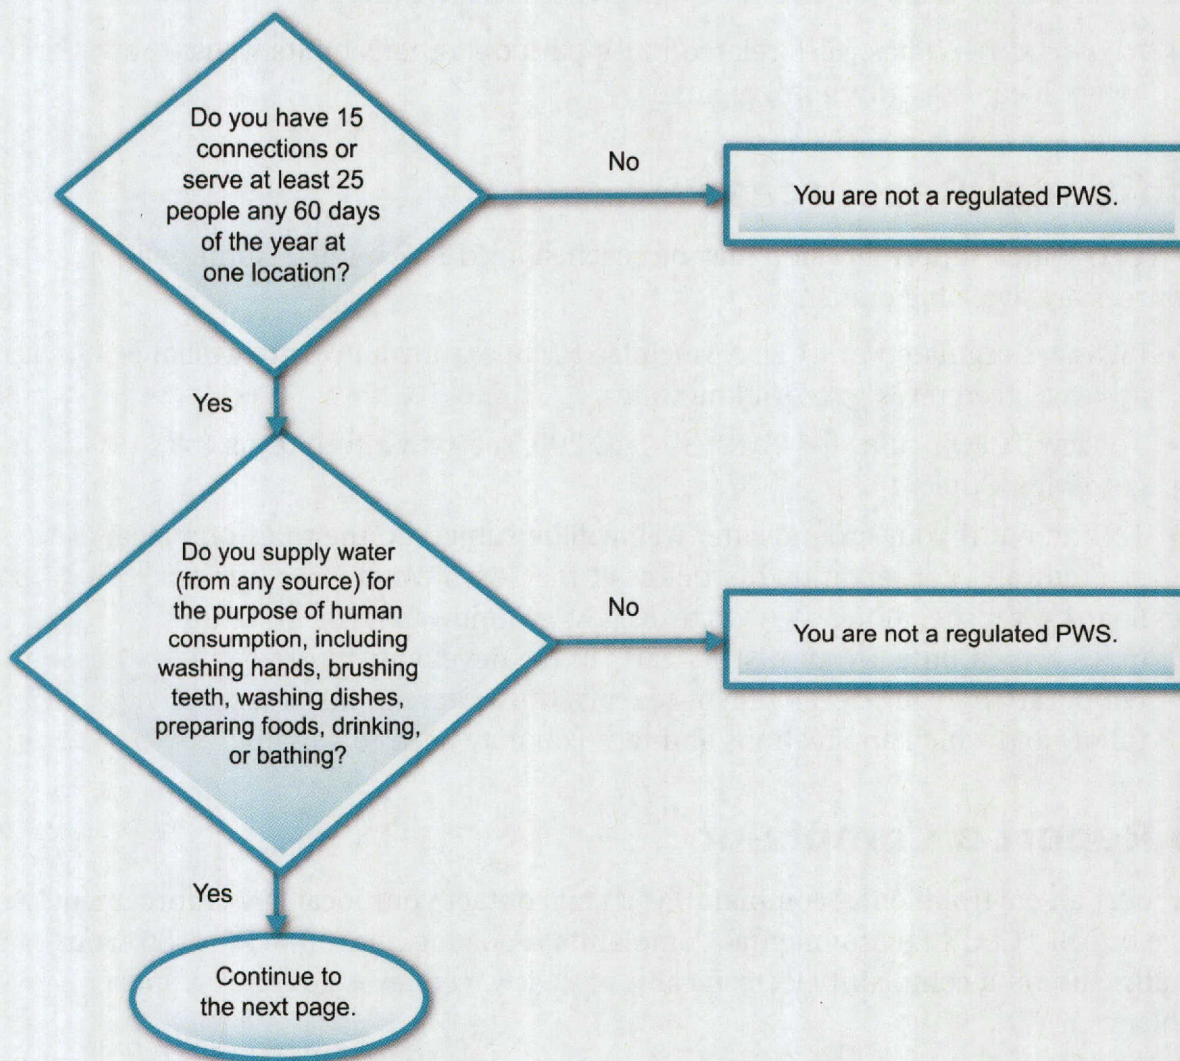 Do you have 15
connections or
serve at least 25
people any 60 days
of the year at
one location?
No
You are not a regulated PWS.
Yes
Do you supply water
(from any source) for
the purpose of human
consumption, including
washing hands, brushing
teeth, washing dishes,
preparing foods, drinking,
or bathing?
No
You are not a regulated PWS.
Yes
Continue to
the next page.